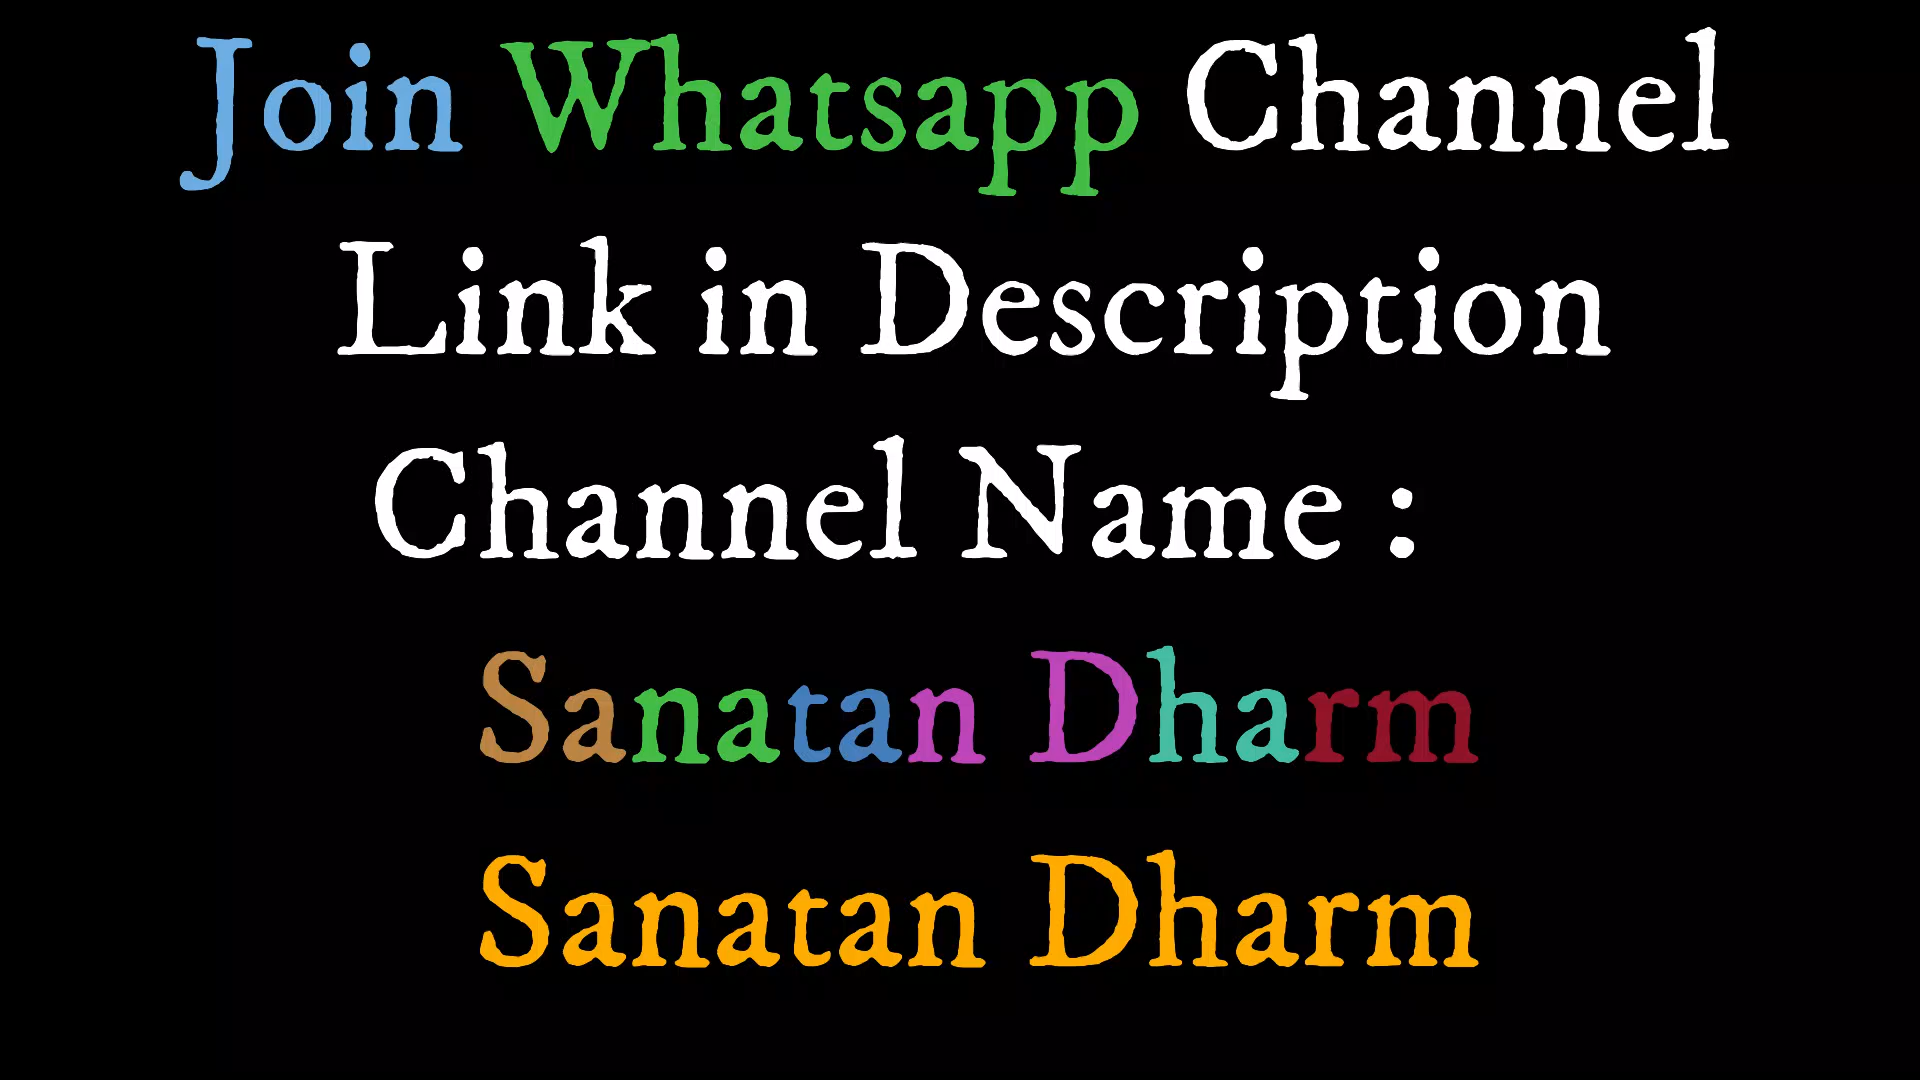 Join Whatsapp Channel
Link in Description
Channel Name :
Sanatan Dharm
Sanatan Dharm